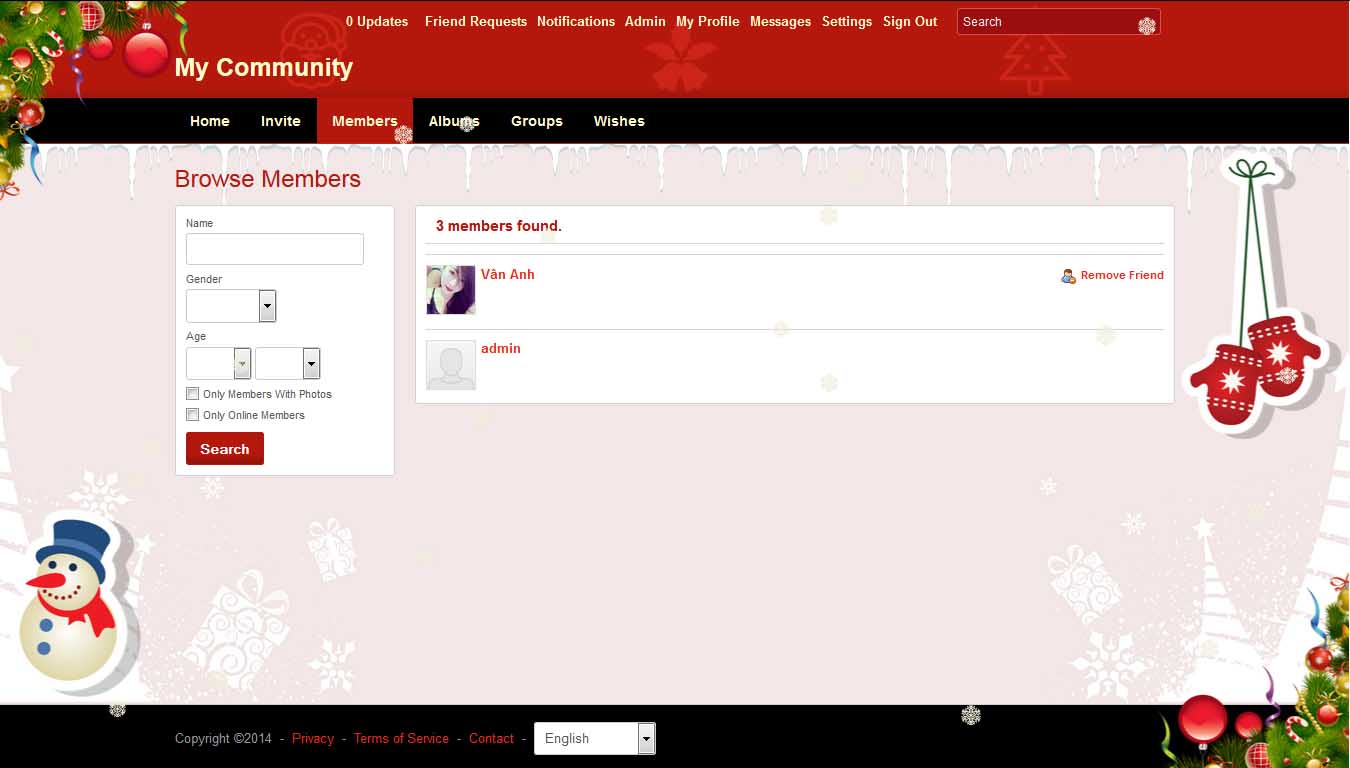 0 Updates Friend Requests Notifications Admin My Profile Messages Settings Sign Out Search
My Community
Home Invite Members Albums Groups Wishes
Browse Members
Name
Gender
Age
Only Members With Photos
Only Online Members
Search
3 members found.
Vân Anh Remove Friend
admin
Copyright ©2014 - Privacy - Terms of Service - Contact - English